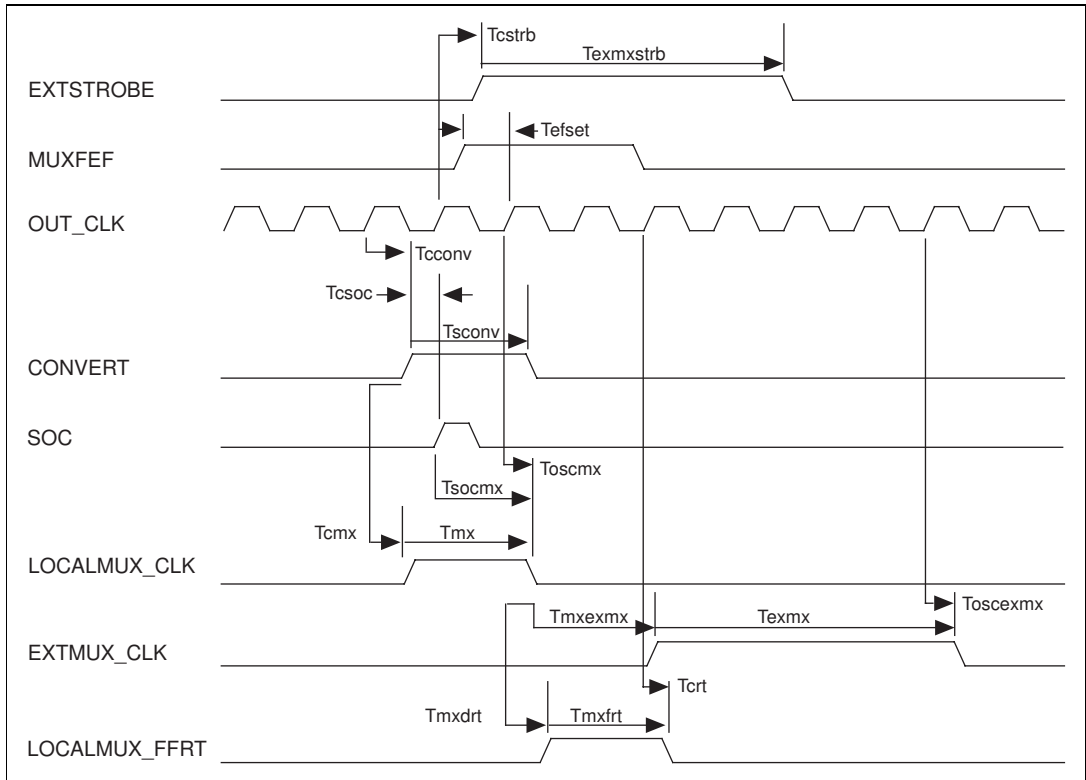 Tcstrb
Texmxstrb
EXTSTROBE
Tefset
MUXFEF
OUT_CLK
Tcconv
Tcsoc
Tsconv
CONVERT
SOC
Toscmx
Tsocmx
Tcmx
Tmx
LOCALMUX_CLK
Toscexmx
Tmxexmx
Texmx
EXTMUX_CLK
Tcrt
Tmxdrt
Tmxfrt
LOCALMUX_FFRT